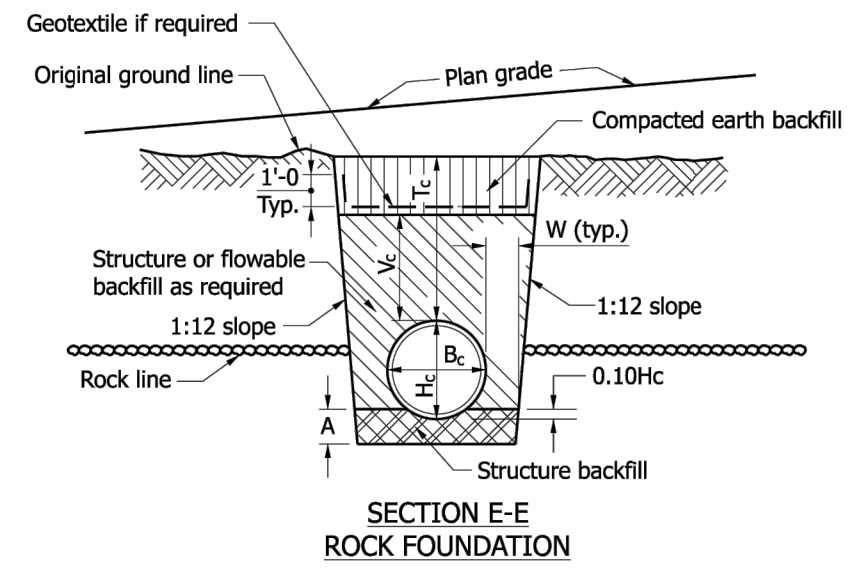 Geotextile if required
Original ground line
Plan grade
Compacted earth backfill
1'-0
Typ.
Tc
W (typ.)
Vc
Structure or flowable
backfill as required
1:12 slope
1:12 slope
Rock line
Bc
Hc
0.10Hc
A
Structure backfill
SECTION E-E
ROCK FOUNDATION